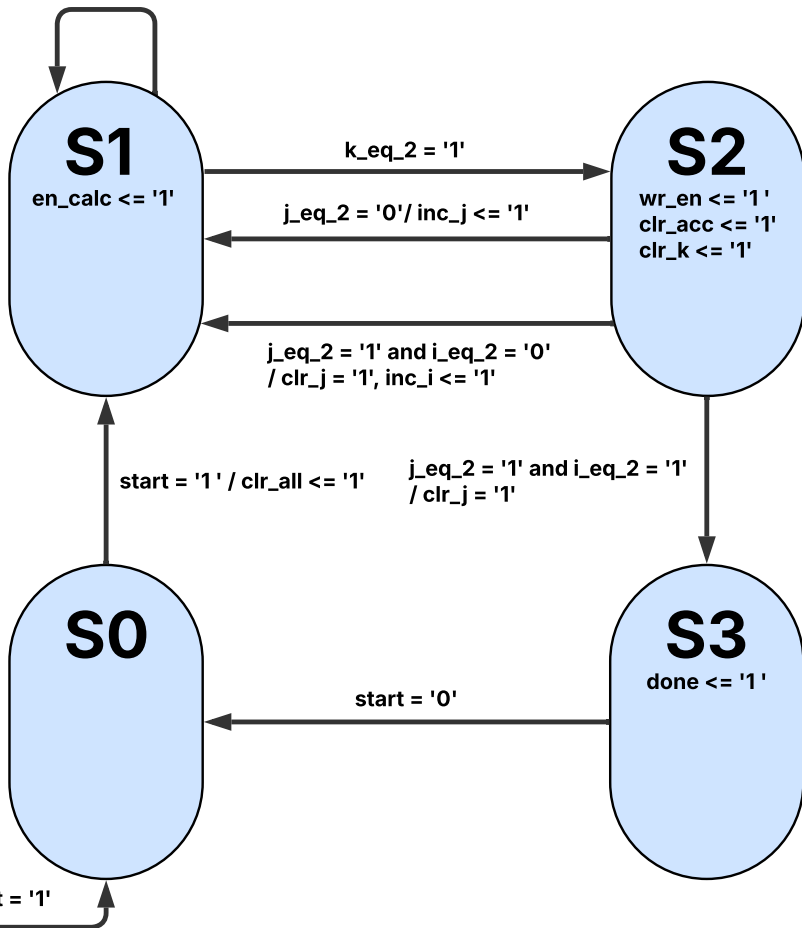 S1
en_calc <= '1'
k_eq_2 = '1'
j_eq_2 = '0'/ inc_j <= '1'
j_eq_2 = '1' and i_eq_2 = '0'
/ clr_j = '1', inc_i <= '1'
S2
wr_en <= '1 '
clr_acc <= '1'
clr_k <= '1'
start = '1 ' / clr_all <= '1'
j_eq_2 = '1' and i_eq_2 = '1'
/ clr_j = '1'
S0
S3
done <= '1 '
start = '0'
= '1'